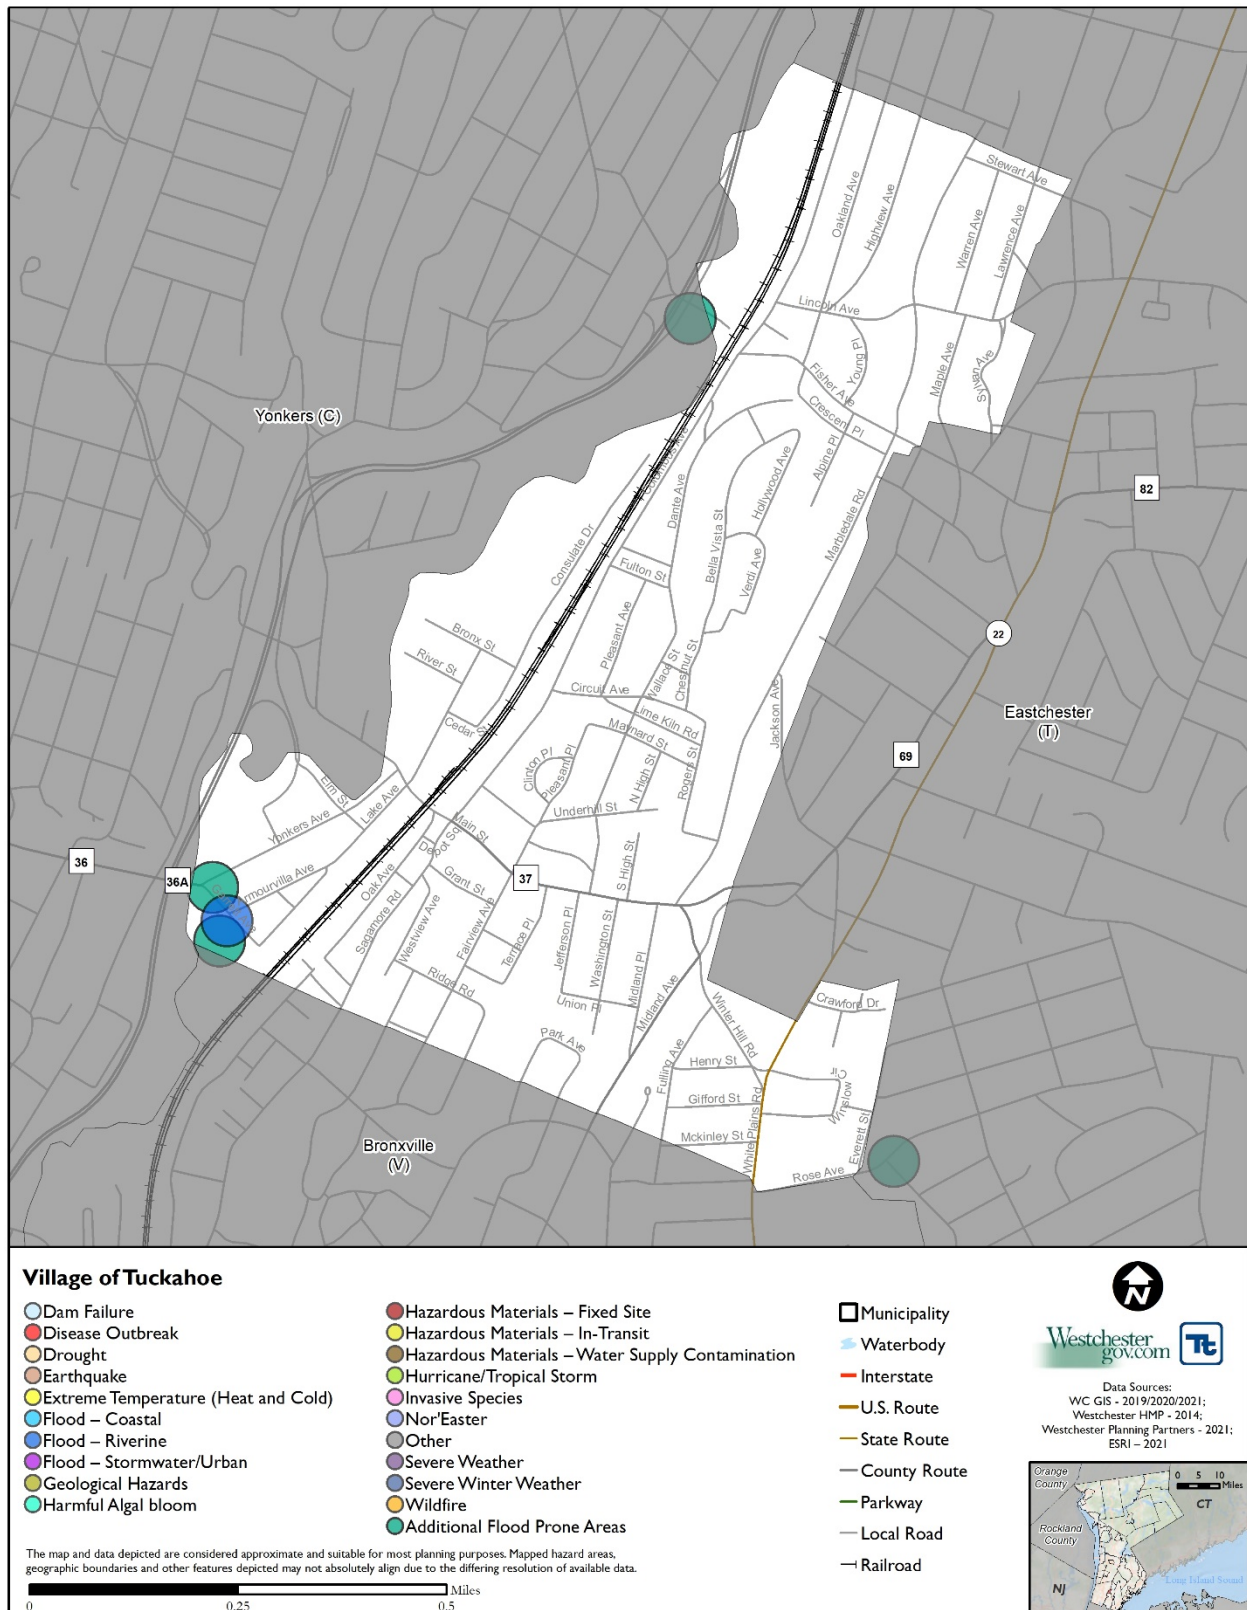 Stewart Ave
Oakland Ave
Highview Ave
Warren Ave
Lawrence Ave
Lincoln Ave
Young Pl
Fisher Ave
Crescent Pl
Maple Ave
Sylvan Ave
Yonkers (C)
Columbus Ave
Alpine Pl
Hollywood Ave
Dante Ave
82
Marbledale Rd
Consulate Dr
Bella Vista St
Verdi Ave
Fulton St
Pleasant Ave
Bronx St
River St
22
Wallace St
Chestnut St
Circuit Ave
Lime Kiln Rd
Maynard St
Jackson Ave
Eastchester
(T)
Cedar St
69
Clinton Pl
Pleasant Pl
N High St
Rogers St
Elm St
Lake Ave
Underhill St
Yonkers Ave
Main St
Depot Sq
S High St
36
36A
37
Armourvilla Ave
Oak Ave
Grant St
Sagamore Rd
Westview Ave
Fairview Ave
Terrace Pl
Jefferson Pl
Washington St
Midland Pl
Midland Ave
Ridge Rd
Union Pl
Winter Hill Rd
Crawford Dr
Park Ave
Fulling Ave
Henry St
Winslow Cir
Gifford St
Mckinley St
White Plains Rd
Everett St
Rose Ave
Bronxville
(V)
Village of Tuckahoe
Dam Failure
Disease Outbreak
Drought
Earthquake
Extreme Temperature (Heat and Cold)
Flood – Coastal
Flood – Riverine
Flood – Stormwater/Urban
Geological Hazards
Harmful Algal bloom
Hazardous Materials – Fixed Site
Hazardous Materials – In-Transit
Hazardous Materials – Water Supply Contamination
Hurricane/Tropical Storm
Invasive Species
Nor'Easter
Other
Severe Weather
Severe Winter Weather
Wildfire
Additional Flood Prone Areas
Municipality
Waterbody
Interstate
U.S. Route
State Route
County Route
Parkway
Local Road
Railroad
N
Westchester
gov.com
Tt
Data Sources:
WC GIS - 2019/2020/2021;
Westchester HMP - 2014;
Westchester Planning Partners - 2021;
ESRI – 2021
Orange
County
0 5 10
Miles
CT
Rockland
County
NJ
Long Island Sound
The map and data depicted are considered approximate and suitable for most planning purposes. Mapped hazard areas,
geographic boundaries and other features depicted may not absolutely align due to the differing resolution of available data.
Miles
0 0.25 0.5